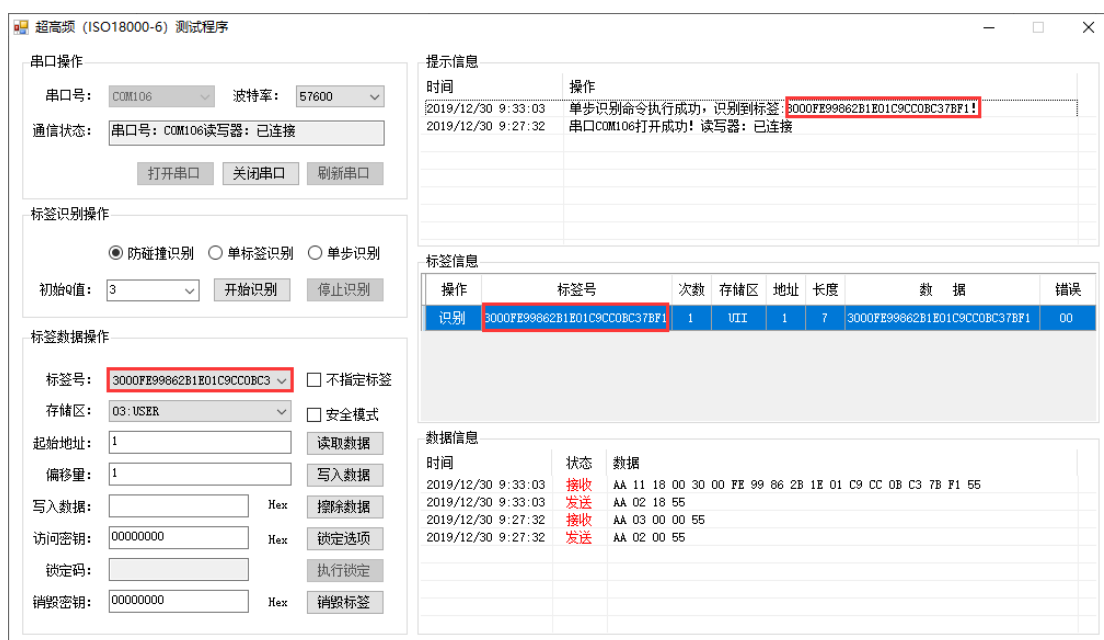 超高频（ISO18000-6）测试程序
串口操作
串口号： COM106 波特率： 57600
通信状态： 串口号：COM106读写器：已连接
打开串口 关闭串口 刷新串口
标签识别操作
防碰撞识别 单标签识别 单步识别
初始Q值： 3 开始识别 停止识别
标签数据操作
标签号： 3000FE99862B1E01C9CC0BC3 不指定标签
存储区： 03:USER 安全模式
起始地址： 1 读取数据
偏移量： 1 写入数据
写入数据： Hex 擦除数据
访问密钥： 00000000 Hex 锁定选项
锁定码： 执行锁定
销毁密钥： 00000000 Hex 销毁标签
提示信息
时间 操作
2019/12/30 9:33:03 单步识别命令执行成功，识别到标签:3000FE99862B1E01C9CC0BC37BF1!
2019/12/30 9:27:32 串口COM106打开成功！读写器：已连接
标签信息
操作 标签号 次数 存储区 地址 长度 数 据 错误
识别 3000FE99862B1E01C9CC0BC37BF1 1 UII 1 7 3000FE99862B1E01C9CC0BC37BF1 00
数据信息
时间 状态 数据
2019/12/30 9:33:03 接收 AA 11 18 00 30 00 FE 99 86 2B 1E 01 C9 CC 0B C3 7B F1 55
2019/12/30 9:33:03 发送 AA 02 18 55
2019/12/30 9:27:32 接收 AA 03 00 00 55
2019/12/30 9:27:32 发送 AA 02 00 55